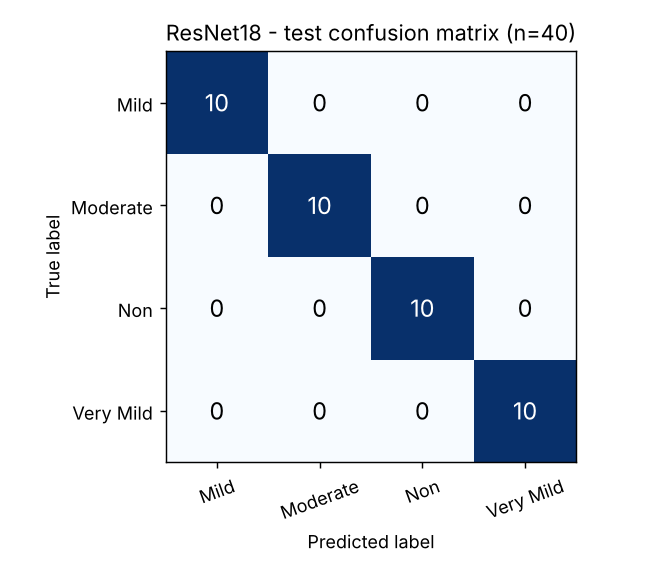 ResNet18 - test confusion matrix (n=40)
Mild 10 0 0 0
Moderate 0 10 0 0
Non 0 0 10 0
Very Mild 0 0 0 10
True label
Mild Moderate Non Very Mild
Predicted label